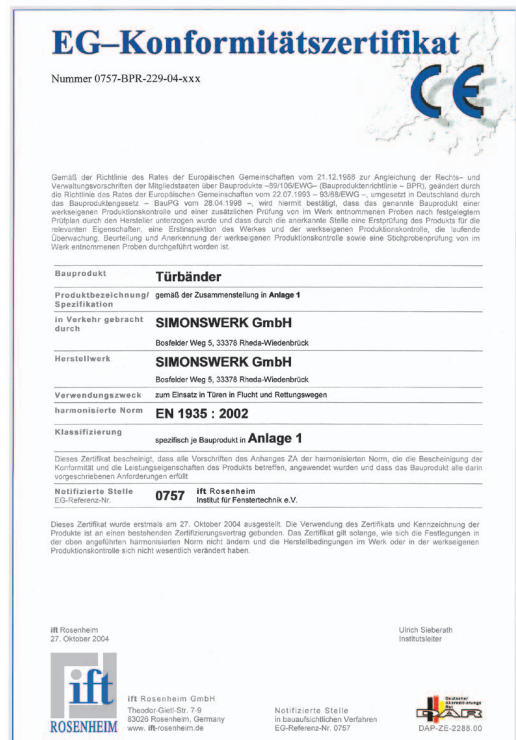 EG–Konformitätszertifikat
Nummer 0757-BPR-229-04-xxx
CE
Gemäß der Richtlinie des Rates der Europäischen Gemeinschaften vom 21.12.1988 zur Angleichung der Rechts- und
Verwaltungsvorschriften der Mitgliedstaaten über Bauprodukte –89/106/EWG– (Bauproduktenrichtlinie – BPR), geändert durch
die Richtlinie des Rates der Europäischen Gemeinschaften vom 22.07.1993 – 93/68/EWG –, umgesetzt in Deutschland durch
das Bauproduktengesetz – BauPG vom 28.04.1998 –, wird hiermit bestätigt, dass das genannte Bauprodukt einer
werkseigenen Produktionskontrolle und einer zusätzlichen Prüfung von im Werk entnommenen Proben nach festgelegtem
Prüfplan durch den Hersteller unterzogen wurde und dass durch die anerkannte Stelle eine Erstprüfung des Produkts für die
relevanten Eigenschaften, eine Erstinspektion des Werkes und der werkseigenen Produktionskontrolle, die laufende
Überwachung, Beurteilung und Anerkennung der werkseigenen Produktionskontrolle sowie eine Stichprobenprüfung von im
Werk entnommenen Proben durchgeführt worden ist.
Bauprodukt Türbänder
Produktbezeichnung/ gemäß der Zusammenstellung in Anlage 1
Spezifikation
in Verkehr gebracht SIMONSWERK GmbH
durch
Bosfelder Weg 5, 33378 Rheda-Wiedenbrück
Herstellwerk SIMONSWERK GmbH
Bosfelder Weg 5, 33378 Rheda-Wiedenbrück
Verwendungszweck zum Einsatz in Türen in Flucht und Rettungswegen
harmonisierte Norm EN 1935 : 2002
Klassifizierung spezifisch je Bauprodukt in Anlage 1
Dieses Zertifikat bescheinigt, dass alle Vorschriften des Anhanges ZA der harmonisierten Norm, die die Bescheinigung der
Konformität und die Leistungseigenschaften des Produkts betreffen, angewendet wurden und dass das Bauprodukt alle darin
vorgeschriebenen Anforderungen erfüllt
Notifizierte Stelle 0757 ift Rosenheim
EG-Referenz-Nr. Institut für Fenstertechnik e.V.
Dieses Zertifikat wurde erstmals am 27. Oktober 2004 ausgestellt. Die Verwendung des Zertifikats und Kennzeichnung der
Produkte ist an einen bestehenden Zertifizierungsvertrag gebunden. Das Zertifikat gilt solange, wie sich die Festlegungen in
der oben angeführten harmonisierten Norm nicht ändern und die Herstellbedingungen im Werk oder in der werkseigenen
Produktionskontrolle sich nicht wesentlich verändert haben.
ift Rosenheim
27. Oktober 2004
Ulrich Sieberath
Institutsleiter
ift
ROSENHEIM
ift Rosenheim GmbH
Theodor-Gietl-Str. 7-9
83026 Rosenheim, Germany
www. ift-rosenheim.de
Notifizierte Stelle
in bauaufsichtlichen Verfahren
EG-Referenz-Nr. 0757
Deutscher
Akkreditierungs
Rat
DAR
DAP-ZE-2288.00